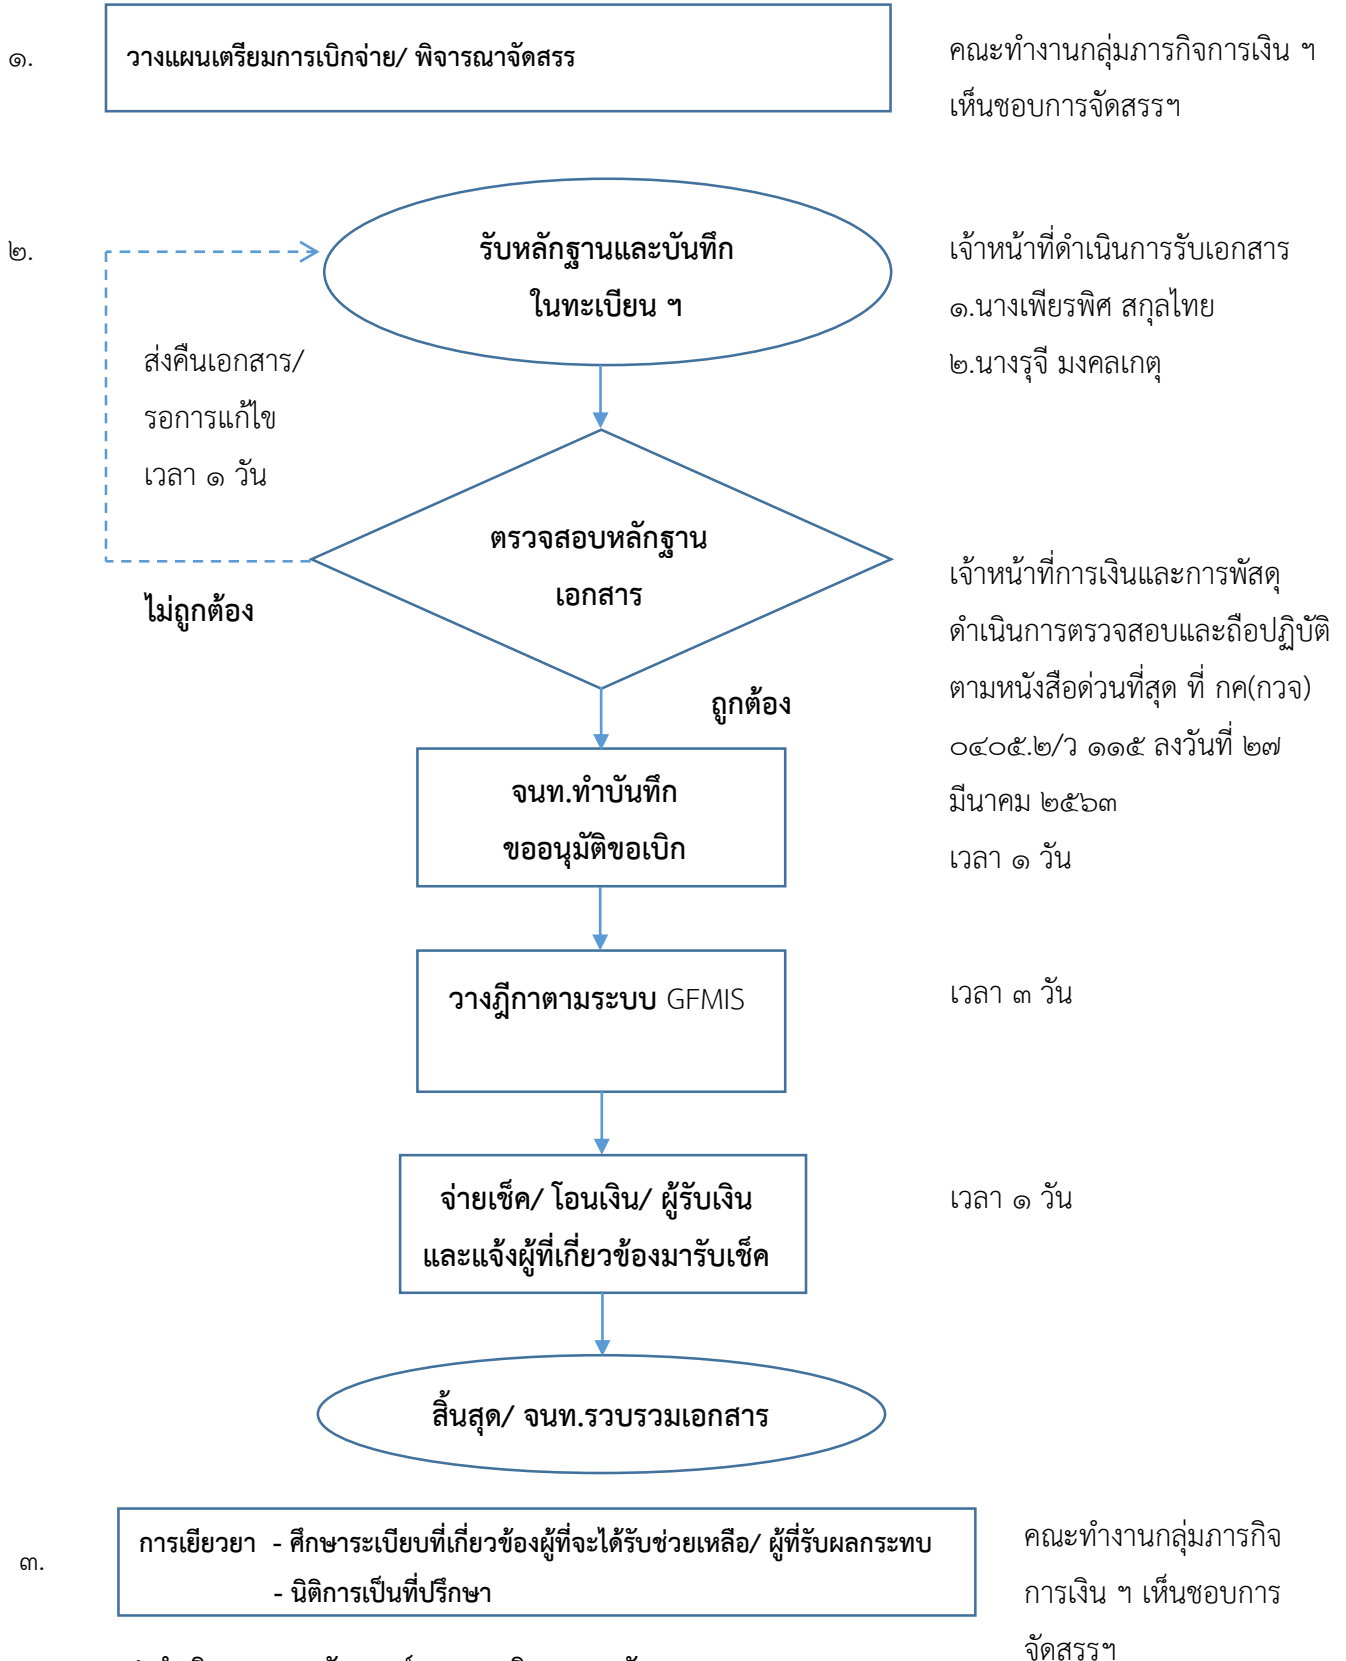 ๑.
วางแผนเตรียมการเบิกจ่าย/ พิจารณาจัดสรร
คณะทำงานกลุ่มภารกิจการเงิน ฯ
เห็นชอบการจัดสรรฯ
๒.
รับหลักฐานและบันทึก
ในทะเบียน ฯ
เจ้าหน้าที่ดำเนินการรับเอกสาร
๑.นางเพียรพิศ สกุลไทย
๒.นางรุจี มงคลเกตุ
ส่งคืนเอกสาร/
รอการแก้ไข
เวลา ๑ วัน
ตรวจสอบหลักฐาน
เอกสาร
ไม่ถูกต้อง
ถูกต้อง
เจ้าหน้าที่การเงินและการพัสดุ
ดำเนินการตรวจสอบและถือปฏิบัติ
ตามหนังสือด่วนที่สุด ที่ กค(กวจ)
๐๔๐๕.๒/ว ๑๑๕ ลงวันที่ ๒๗
มีนาคม ๒๕๖๓
เวลา ๑ วัน
จนท.ทำบันทึก
ขออนุมัติขอเบิก
วางฎีกาตามระบบ GFMIS
เวลา ๓ วัน
จ่ายเช็ค/ โอนเงิน/ ผู้รับเงิน
และแจ้งผู้ที่เกี่ยวข้องมารับเช็ค
เวลา ๑ วัน
สิ้นสุด/ จนท.รวบรวมเอกสาร
๓.
การเยียวยา - ศึกษาระเบียบที่เกี่ยวข้องผู้ที่จะได้รับช่วยเหลือ/ ผู้ที่รับผลกระทบ
- นิติการเป็นที่ปรึกษา
คณะทำงานกลุ่มภารกิจ
การเงิน ฯ เห็นชอบการ
จัดสรรฯ